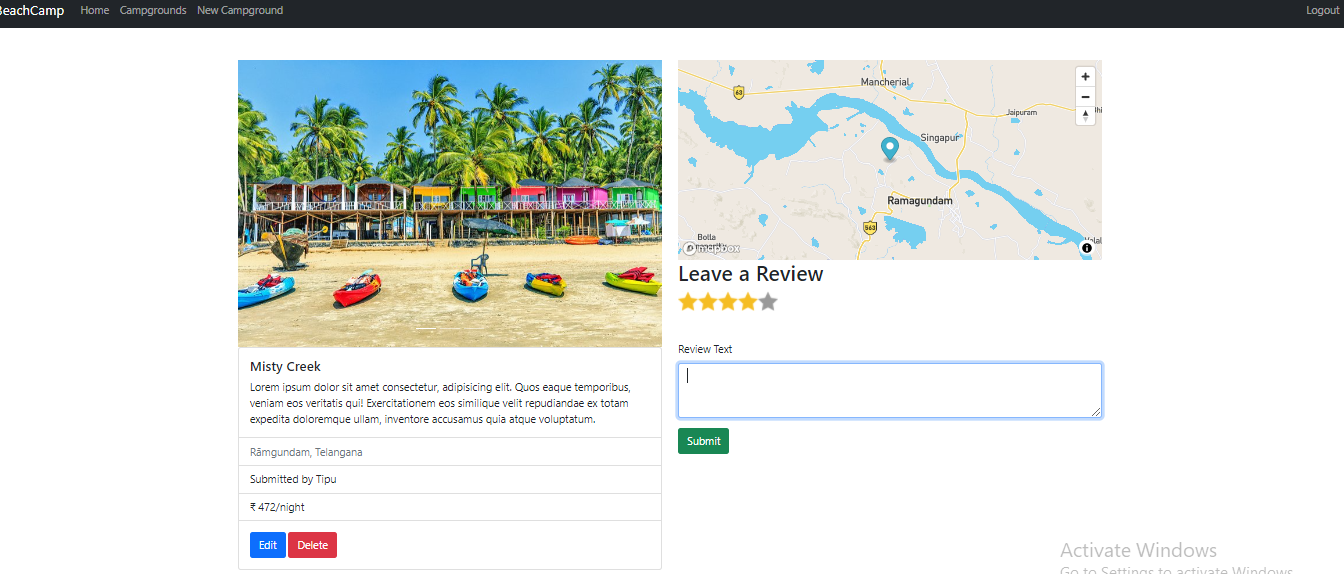 BeachCamp Home Campgrounds New Campground Logout
Mancherial
63
Jaipuram
Singapur
Ramagundam
563
Bolla
mapbox
Leave a Review
Review Text
Submit
Misty Creek
Lorem ipsum dolor sit amet consectetur, adipisicing elit. Quos eaque temporibus,
veniam eos veritatis qui! Exercitationem eos similique velit repudiandae ex totam
expedita doloremque ullam, inventore accusamus quia atque voluptatum.
Rāmgundam, Telangana
Submitted by Tipu
₹ 472/night
Edit Delete
Activate Windows
Go to Settings to activate Windows.